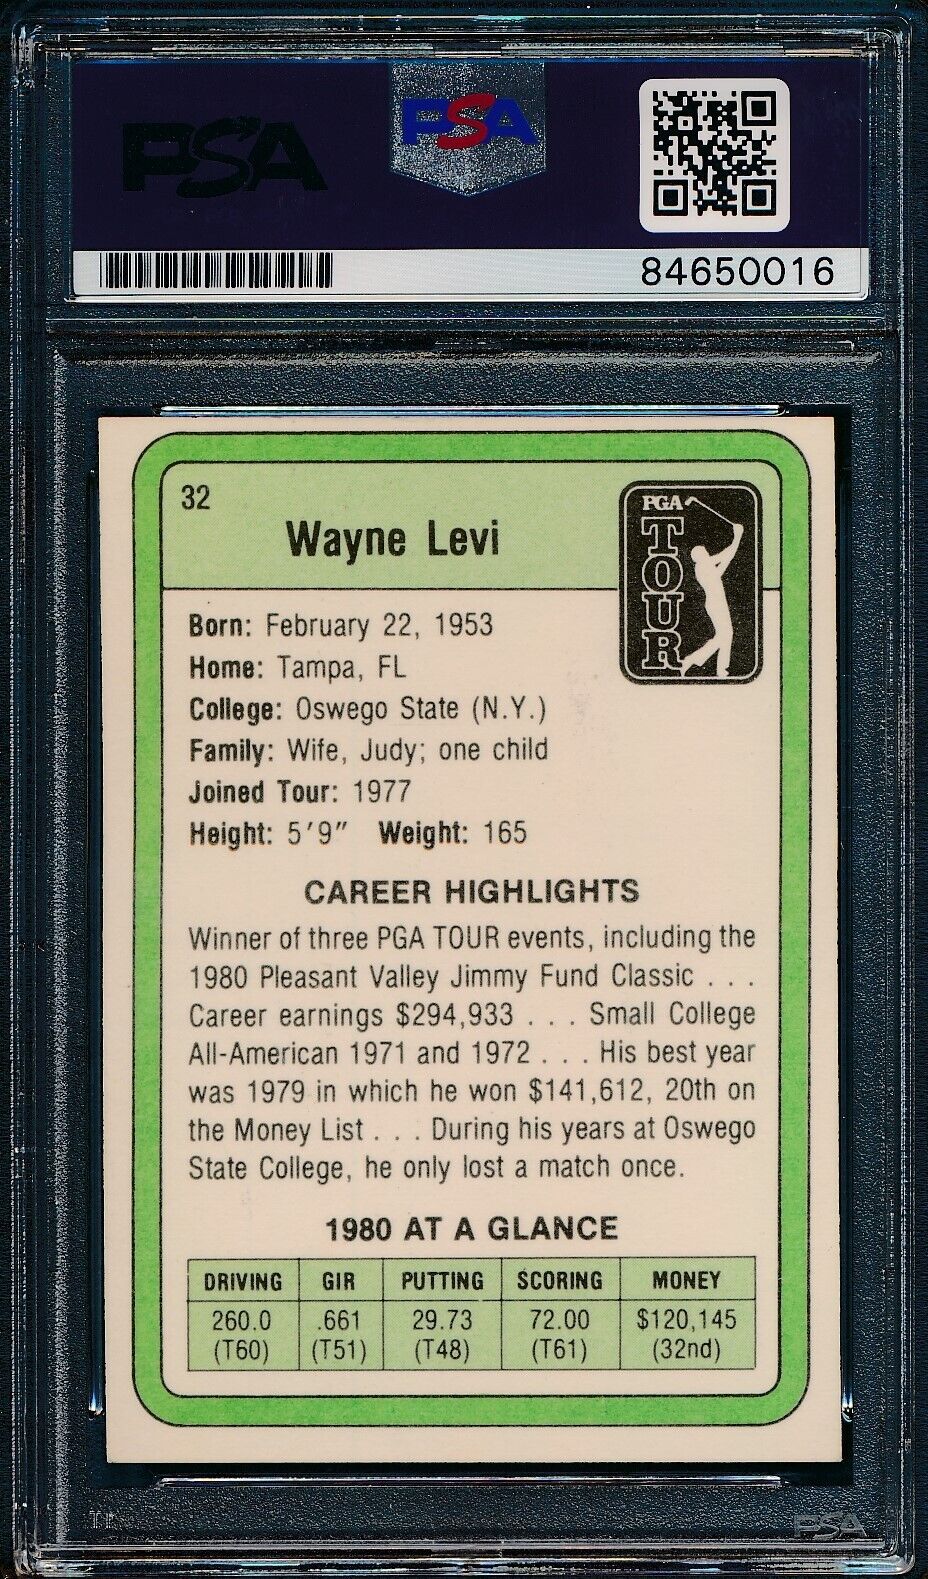 PSA
PSA
84650016
32
Wayne Levi
PGA
TOUR
Born: February 22, 1953
Home: Tampa, FL
College: Oswego State (N.Y.)
Family: Wife, Judy; one child
Joined Tour: 1977
Height: 5'9" Weight: 165
CAREER HIGHLIGHTS
Winner of three PGA TOUR events, including the
1980 Pleasant Valley Jimmy Fund Classic . . .
Career earnings $294,933 . . . Small College
All-American 1971 and 1972 . . . His best year
was 1979 in which he won $141,612, 20th on
the Money List . . . During his years at Oswego
State College, he only lost a match once.
1980 AT A GLANCE
DRIVING GIR PUTTING SCORING MONEY
260.0 .661 29.73 72.00 $120,145
(T60) (T51) (T48) (T61) (32nd)
PSA